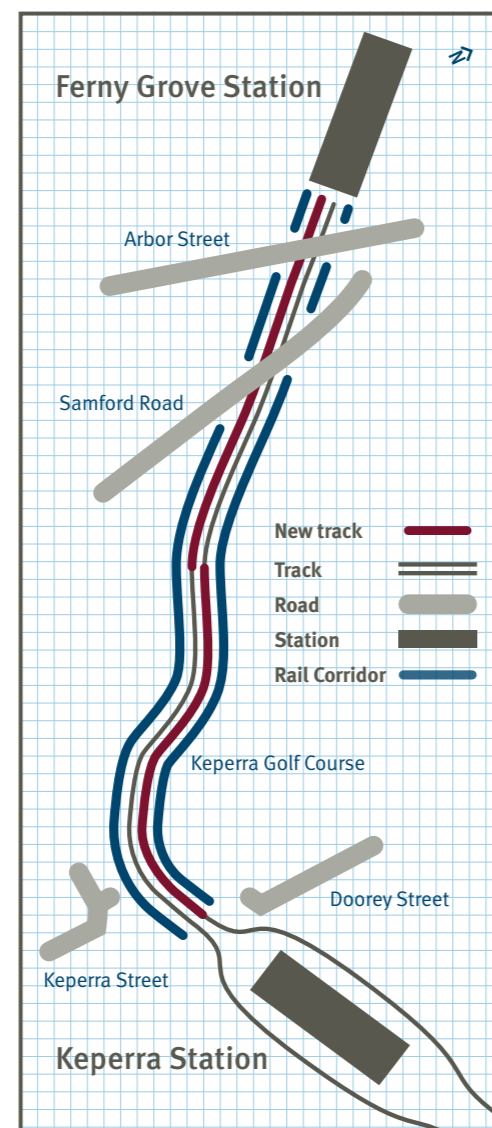 N
Ferny Grove Station
Arbor Street
Samford Road
New track
Track
Road
Station
Rail Corridor
Keperra Golf Course
Doorey Street
Keperra Street
Keperra Station